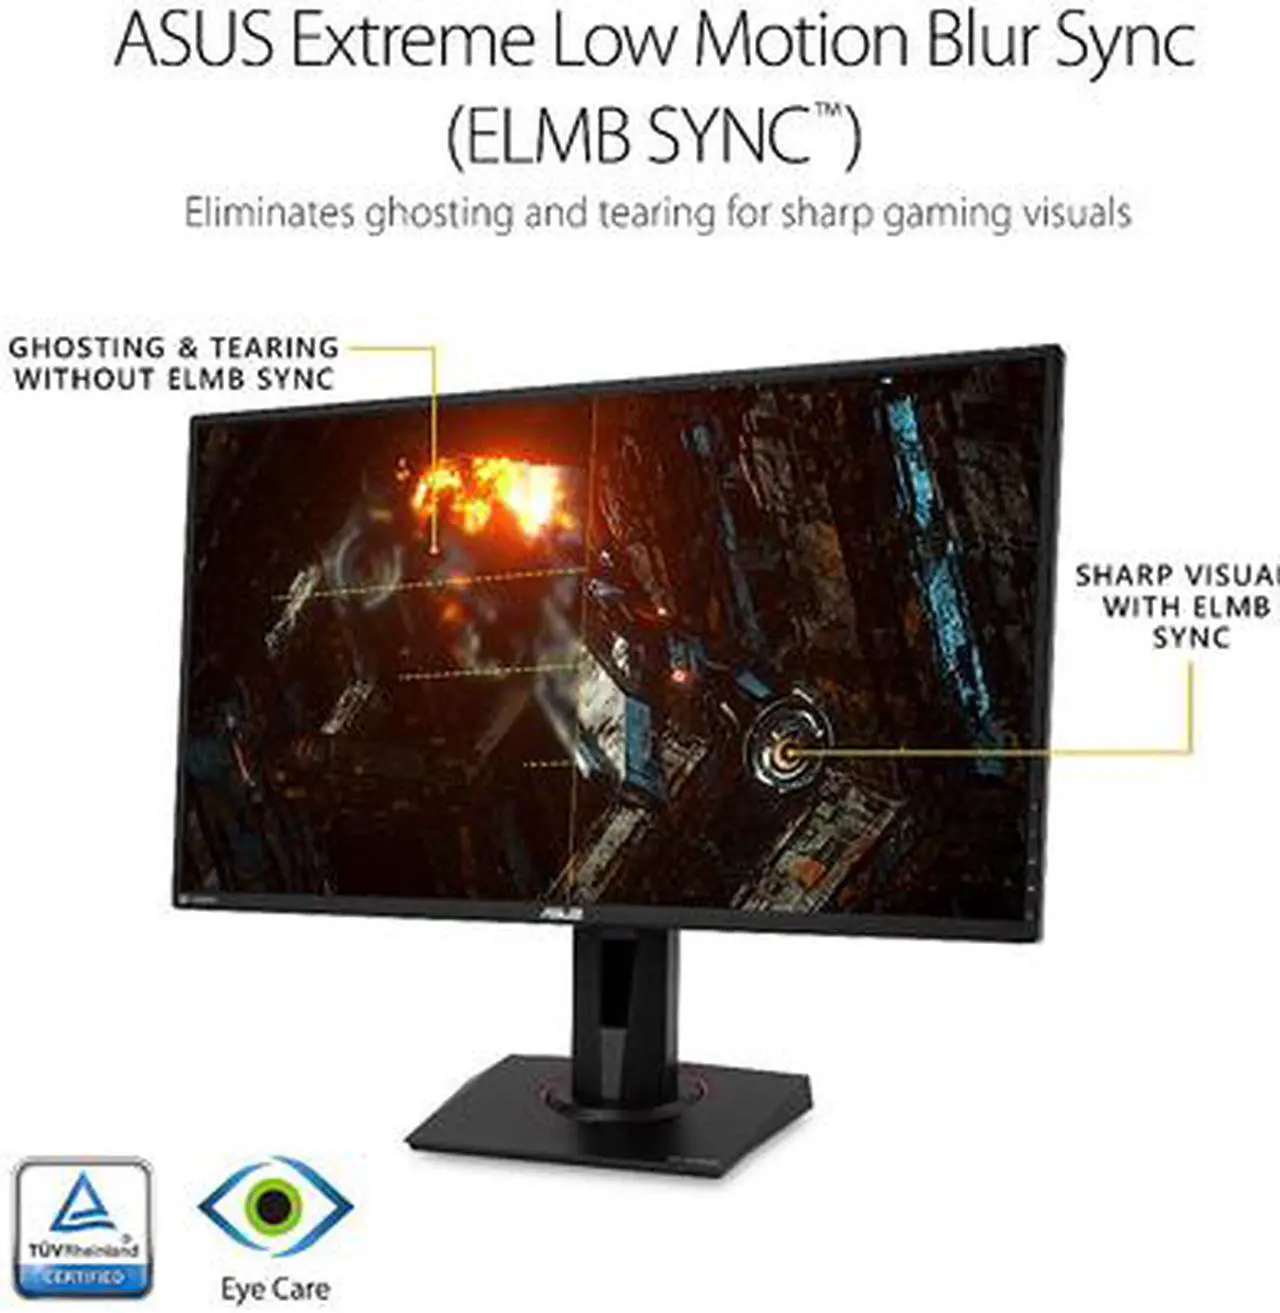 ASUS Extreme Low Motion Blur Sync
(ELMB SYNC™)
Eliminates ghosting and tearing for sharp gaming visuals
GHOSTING & TEARING
WITHOUT ELMB SYNC
SHARP VISUAL
WITH ELMB
SYNC
ASUS
TÜVRheinland®
CERTIFIED
Eye Care